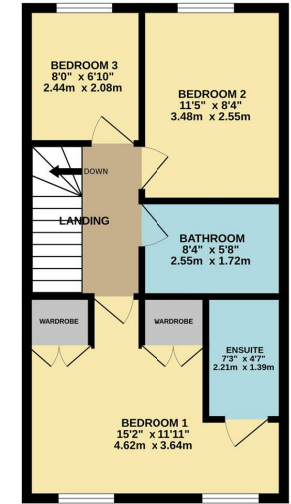 BEDROOM 3
8'0" x 6'10"
2.44m x 2.08m
BEDROOM 2
11'5" x 8'4"
3.48m x 2.55m
DOWN
LANDING
BATHROOM
8'4" x 5'8"
2.55m x 1.72m
WARDROBE
WARDROBE
ENSUITE
7'3" x 4'7"
2.21m x 1.39m
BEDROOM 1
15'2" x 11'11"
4.62m x 3.64m